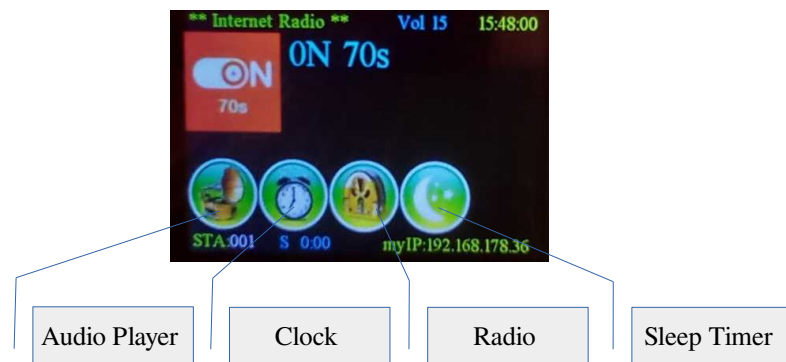 ** Internet Radio ** Vol 15 15:48:00
0N 70s
ON
70s
STA:001 S 0:00 myIP:192.168.178.36
Audio Player Clock Radio Sleep Timer